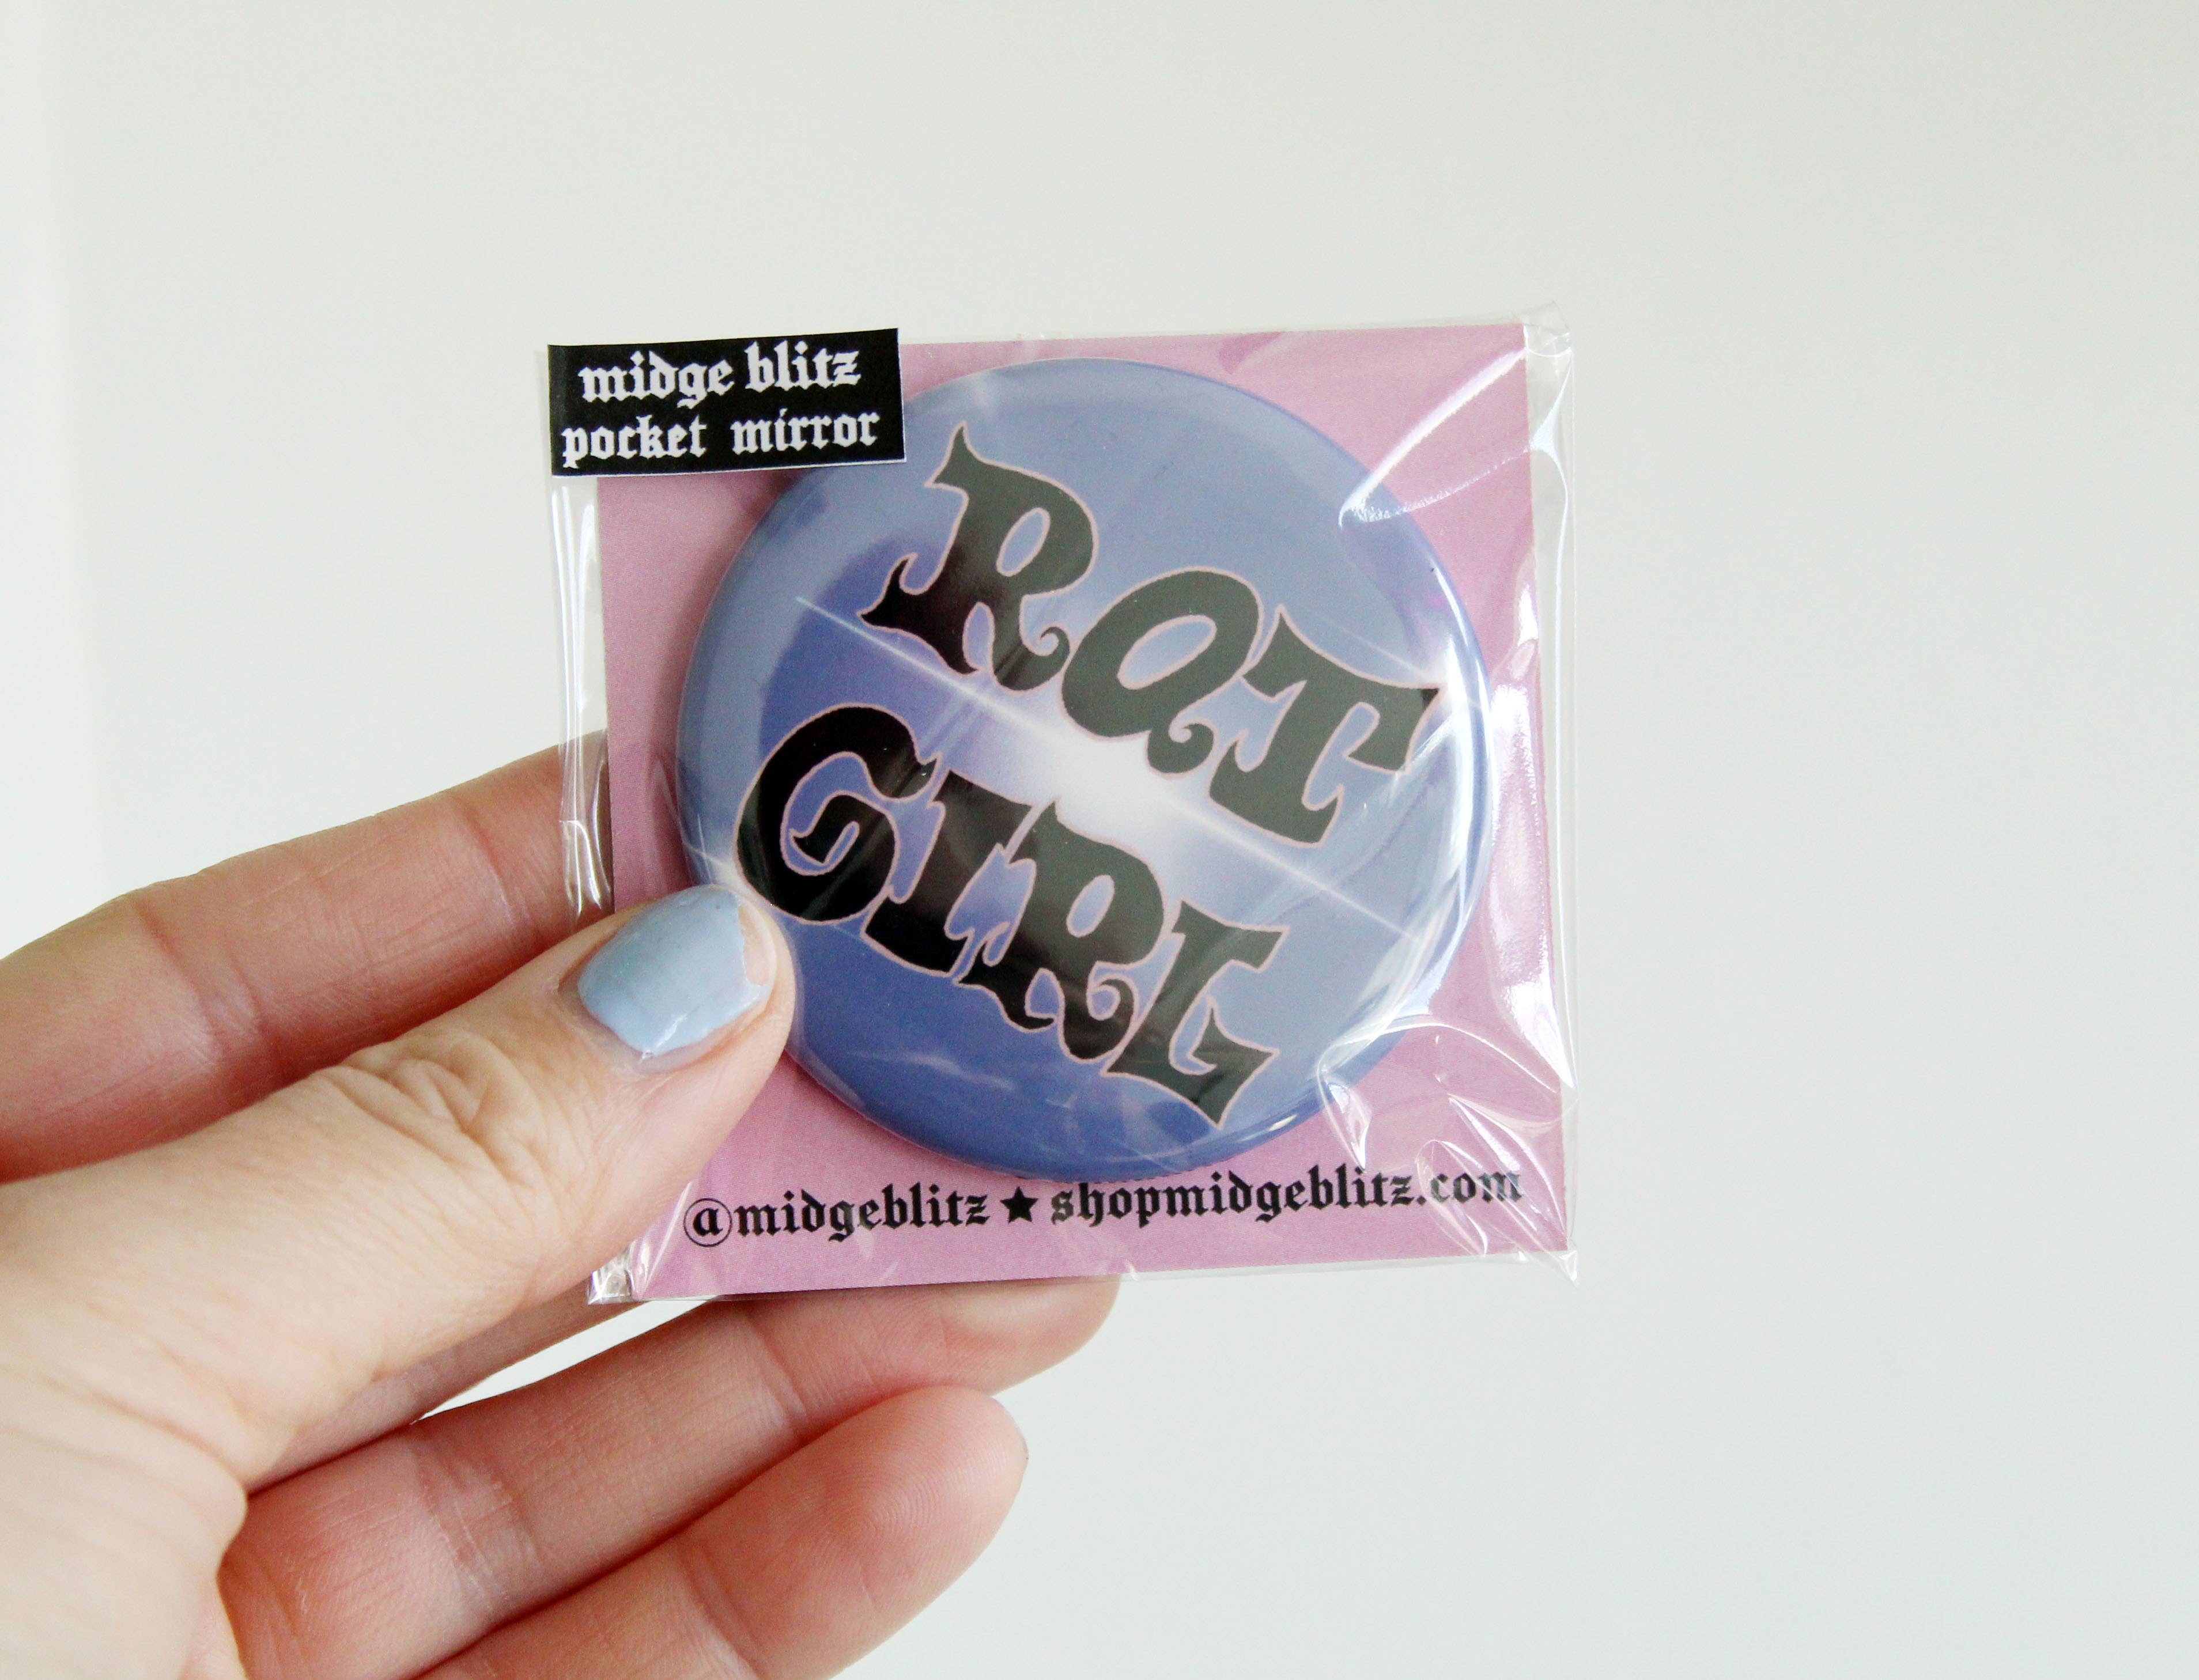 midge blitz
pocket mirror
ROT
GIRL
@midgeblitz ★ shopmidgeblitz.com